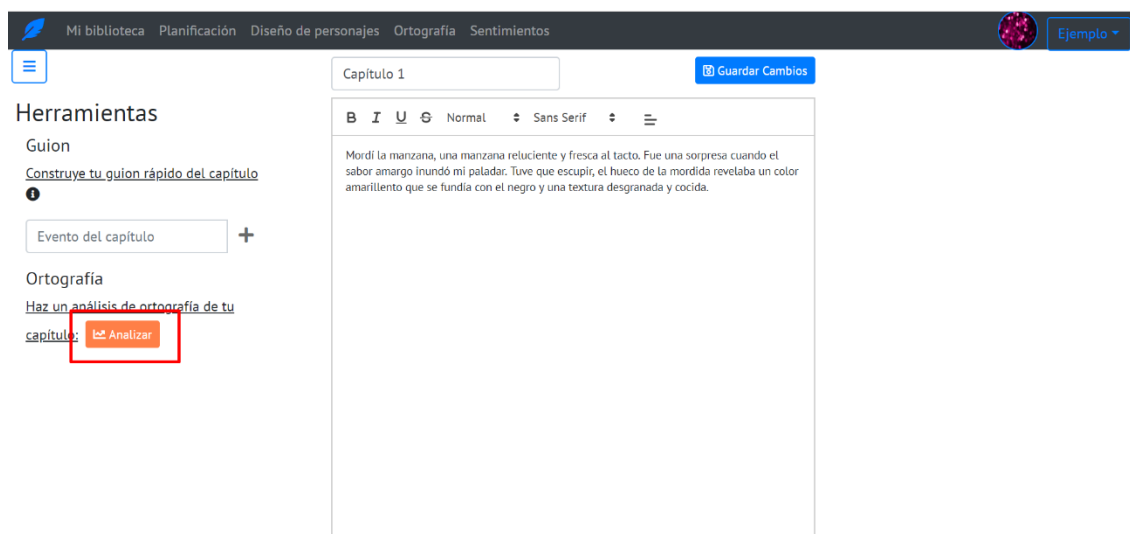 Mi biblioteca Planificación Diseño de personajes Ortografía Sentimientos Ejemplo
Capítulo 1
Guardar Cambios
Herramientas
Guion
Construye tu guion rápido del capítulo
Evento del capítulo
Ortografía
Haz un análisis de ortografía de tu
capítulo: Analizar
B I U S Normal Sans Serif
Mordí la manzana, una manzana reluciente y fresca al tacto. Fue una sorpresa cuando el
sabor amargo inundó mi paladar. Tuve que escupir, el hueco de la mordida revelaba un color
amarillento que se fundía con el negro y una textura desgranada y cocida.